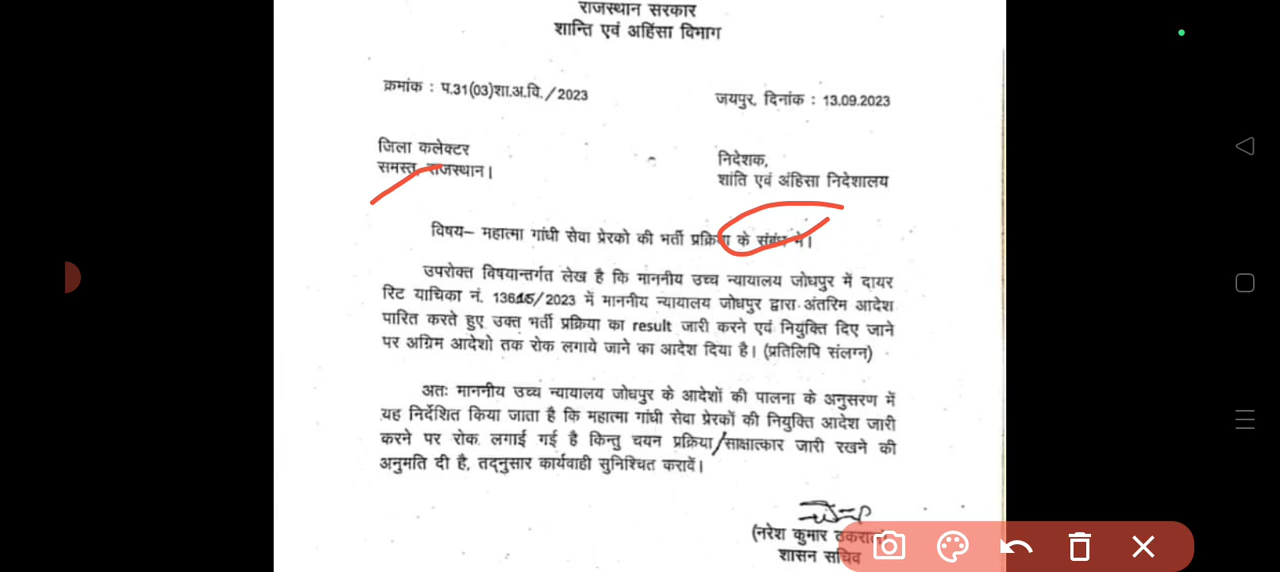 राजस्थान सरकार
शान्ति एवं अहिंसा विभाग
क्रमांक : प.31(03)शा.अ.वि./2023
जयपुर, दिनांक : 13.09.2023
जिला कलेक्टर
समस्त, राजस्थान।
निदेशक,
शांति एवं अंहिसा निदेशालय
विषय– महात्मा गांधी सेवा प्रेरको की भर्ती प्रक्रिया के संबंध मे।
उपरोक्त विषयान्तर्गत लेख है कि माननीय उच्च न्यायालय जोधपुर में दायर
रिट याचिका नं. /2023 में माननीय न्यायालय जोधपुर द्वारा अंतरिम आदेश
पारित करते हुए उक्त भर्ती प्रक्रिया का result जारी करने एवं नियुक्ति दिए जाने
पर अग्रिम आदेशो तक रोक लगाये जाने का आदेश दिया है। (प्रतिलिपि संलग्न)
अतः माननीय उच्च न्यायालय जोधपुर के आदेशों की पालना के अनुसरण में
यह निर्देशित किया जाता है कि महात्मा गांधी सेवा प्रेरकों की नियुक्ति आदेश जारी
करने पर रोक लगाई गई है किन्तु चयन प्रक्रिया/साक्षात्कार जारी रखने की
अनुमति दी है, तद्नुसार कार्यवाही सुनिश्चित करावें।
(नरेश कुमार
शासन सचिव